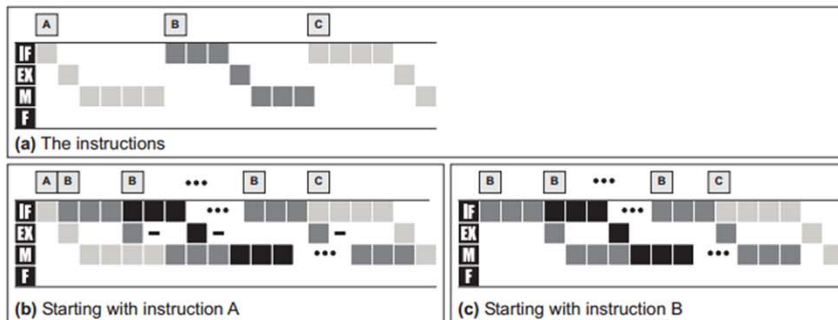 A B C
IF
EX
M
F
(a) The instructions
A B B ••• B C
IF
EX
M
F
•••
•••
(b) Starting with instruction A
B B ••• B C
IF
EX
M
F
•••
•••
(c) Starting with instruction B